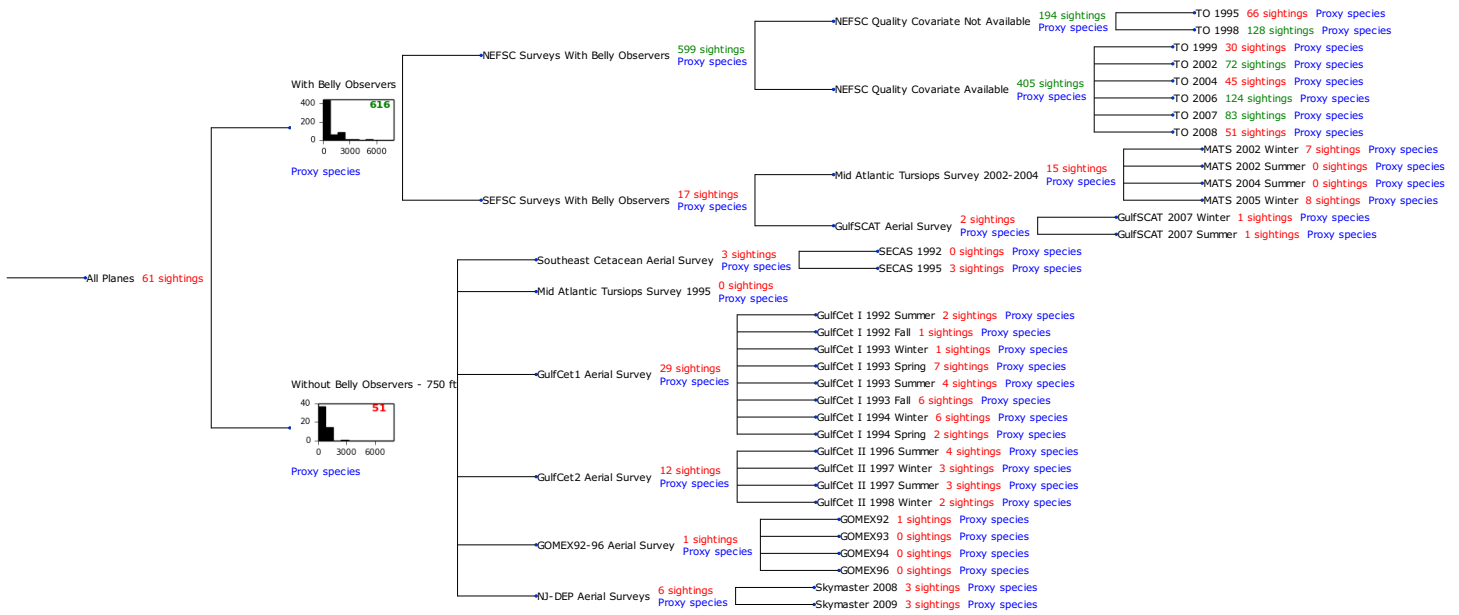 All Planes 61 sightings
With Belly Observers
616
400
200
0
0 3000 6000
Proxy species
NEFSC Surveys With Belly Observers 599 sightings
Proxy species
NEFSC Quality Covariate Not Available 194 sightings
Proxy species
TO 1995 66 sightings Proxy species
TO 1998 128 sightings Proxy species
NEFSC Quality Covariate Available 405 sightings
Proxy species
TO 1999 30 sightings Proxy species
TO 2002 72 sightings Proxy species
TO 2004 45 sightings Proxy species
TO 2006 124 sightings Proxy species
TO 2007 83 sightings Proxy species
TO 2008 51 sightings Proxy species
SEFSC Surveys With Belly Observers 17 sightings
Proxy species
Mid Atlantic Tursiops Survey 2002-2004 15 sightings
Proxy species
MATS 2002 Winter 7 sightings Proxy species
MATS 2002 Summer 0 sightings Proxy species
MATS 2004 Summer 0 sightings Proxy species
MATS 2005 Winter 8 sightings Proxy species
GulfSCAT Aerial Survey 2 sightings
Proxy species
GulfSCAT 2007 Winter 1 sightings Proxy species
GulfSCAT 2007 Summer 1 sightings Proxy species
Without Belly Observers - 750 ft
51
40
20
0
0 3000 6000
Proxy species
Southeast Cetacean Aerial Survey 3 sightings
Proxy species
SECAS 1992 0 sightings Proxy species
SECAS 1995 3 sightings Proxy species
Mid Atlantic Tursiops Survey 1995 0 sightings
Proxy species
GulfCet1 Aerial Survey 29 sightings
Proxy species
GulfCet I 1992 Summer 2 sightings Proxy species
GulfCet I 1992 Fall 1 sightings Proxy species
GulfCet I 1993 Winter 1 sightings Proxy species
GulfCet I 1993 Spring 7 sightings Proxy species
GulfCet I 1993 Summer 4 sightings Proxy species
GulfCet I 1993 Fall 6 sightings Proxy species
GulfCet I 1994 Winter 6 sightings Proxy species
GulfCet I 1994 Spring 2 sightings Proxy species
GulfCet2 Aerial Survey 12 sightings
Proxy species
GulfCet II 1996 Summer 4 sightings Proxy species
GulfCet II 1997 Winter 3 sightings Proxy species
GulfCet II 1997 Summer 3 sightings Proxy species
GulfCet II 1998 Winter 2 sightings Proxy species
GOMEX92-96 Aerial Survey 1 sightings
Proxy species
GOMEX92 1 sightings Proxy species
GOMEX93 0 sightings Proxy species
GOMEX94 0 sightings Proxy species
GOMEX96 0 sightings Proxy species
NJ-DEP Aerial Surveys 6 sightings
Proxy species
Skymaster 2008 3 sightings Proxy species
Skymaster 2009 3 sightings Proxy species